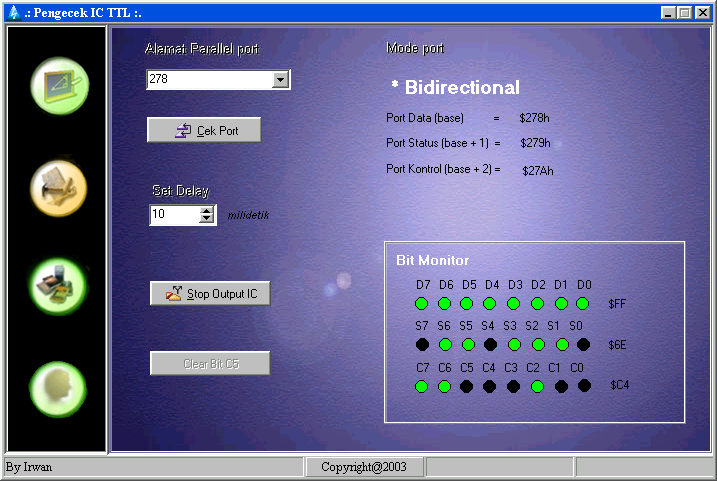 .: Pengecek IC TTL :.
Alamat Parallel port
278
Cek Port
Set Delay
10 milidetik
Stop Output IC
Clear Bit C5
Mode port
* Bidirectional
Port Data (base) = $278h
Port Status (base + 1) = $279h
Port Kontrol (base + 2) = $27Ah
Bit Monitor
D7 D6 D5 D4 D3 D2 D1 D0
$FF
S7 S6 S5 S4 S3 S2 S1 S0
$6E
C7 C6 C5 C4 C3 C2 C1 C0
$C4
By Irwan
Copyright@2003